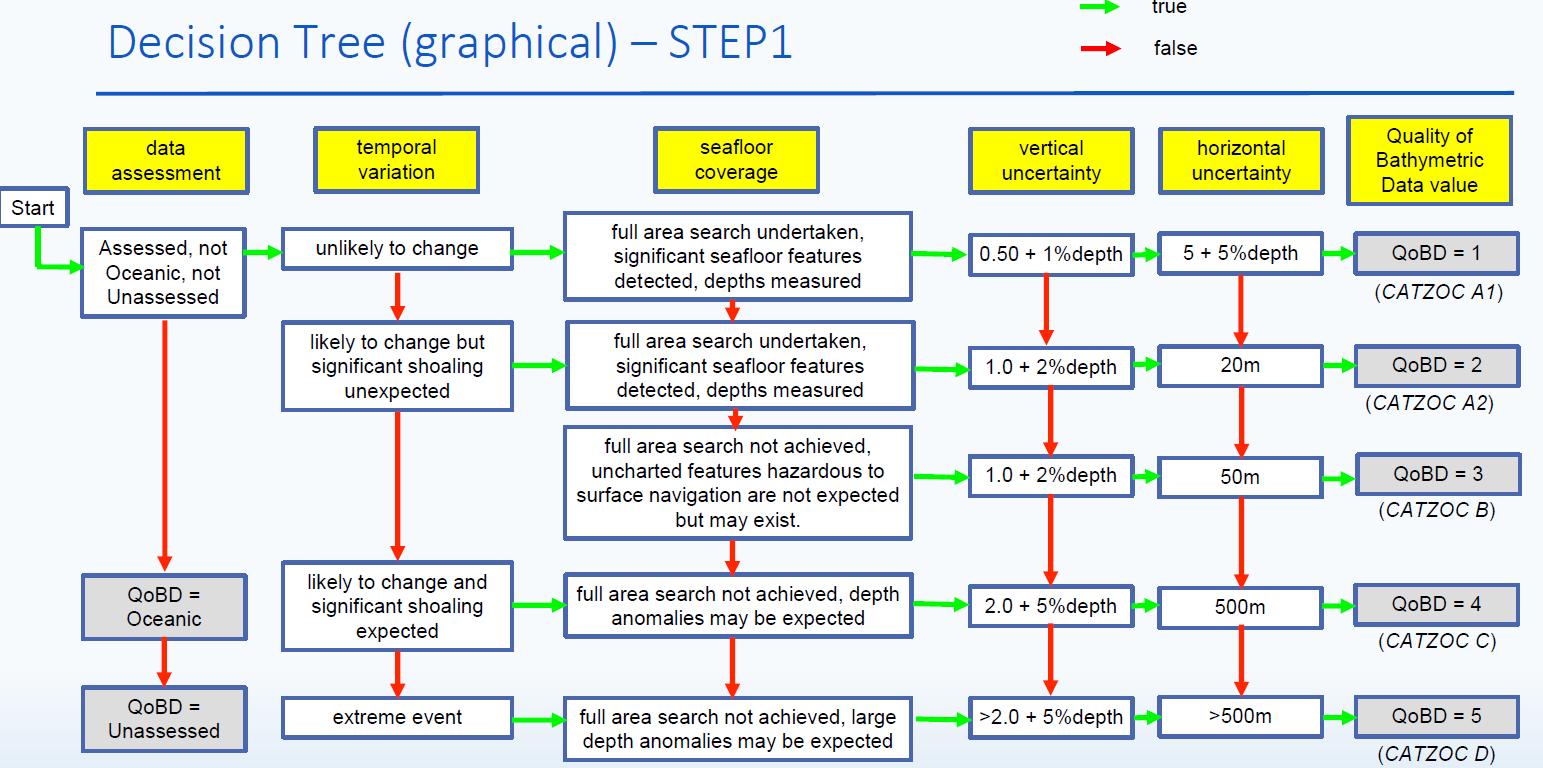 true
Decision Tree (graphical) – STEP1
false
data
assessment
temporal
variation
seafloor
coverage
vertical
uncertainty
horizontal
uncertainty
Quality of
Bathymetric
Data value
Start
Assessed, not
Oceanic, not
Unassessed
unlikely to change
full area search undertaken,
significant seafloor features
detected, depths measured
0.50 + 1%depth
5 + 5%depth
QoBD = 1
(CATZOC A1)
likely to change but
significant shoaling
unexpected
full area search undertaken,
significant seafloor features
detected, depths measured
1.0 + 2%depth
20m
QoBD = 2
(CATZOC A2)
full area search not achieved,
uncharted features hazardous to
surface navigation are not expected
but may exist.
1.0 + 2%depth
50m
QoBD = 3
(CATZOC B)
QoBD =
Oceanic
likely to change and
significant shoaling
expected
full area search not achieved, depth
anomalies may be expected
2.0 + 5%depth
500m
QoBD = 4
(CATZOC C)
QoBD =
Unassessed
extreme event
full area search not achieved, large
depth anomalies may be expected
>2.0 + 5%depth
>500m
QoBD = 5
(CATZOC D)